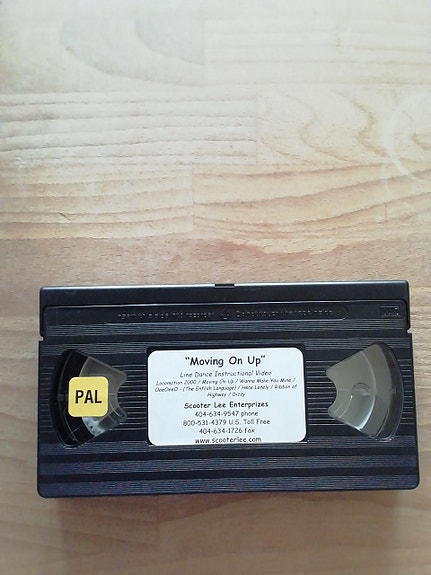 "Moving On Up"
Line Dance Instructional Video
Locomotion 2000 / Moving On Up / Wanna Make You Mine /
DeeOleeO - (The Enflish Language) / Here Lately / Ribbon of
Highway / Dizzy
Scooter Lee Enterprizes
404-634-9547 phone
800-531-4379 U.S. Toll Free
404-634-1726 fax
www.scooterlee.com
PAL